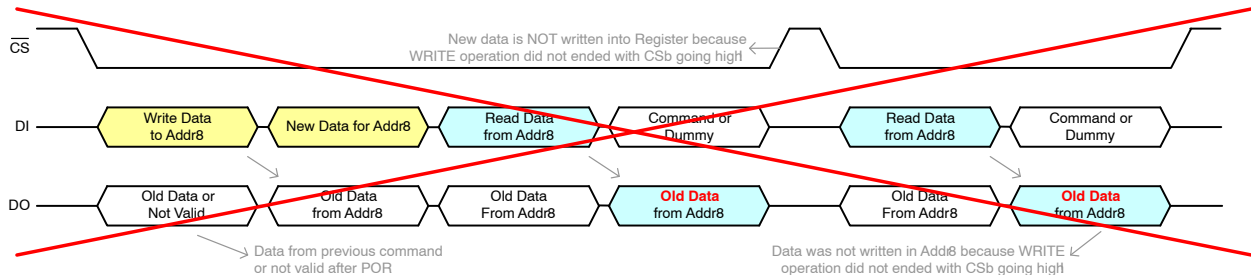 CS
New data is NOT written into Register because
WRITE operation did not ended with CSb going high
DI
Write Data
to Addr8
New Data for Addr8
Read Data
from Addr8
Command or
Dummy
Read Data
from Addr8
Command or
Dummy
DO
Old Data or
Not Valid
Old Data
from Addr8
Old Data
From Addr8
Old Data
from Addr8
Old Data
From Addr8
Old Data
from Addr8
Data from previous command
or not valid after POR
Data was not written in Addr8 because WRITE
operation did not ended with CSb going high